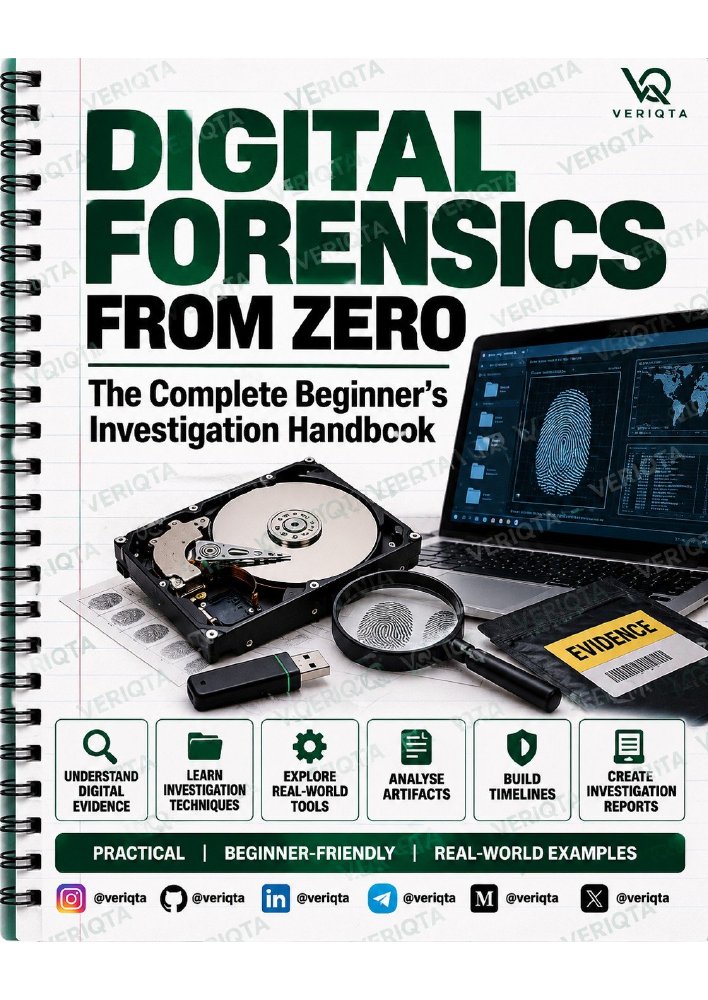 VERIQTA
DIGITAL
FORENSICS
FROM ZERO
The Complete Beginner's
Investigation Handbook
EVIDENCE
UNDERSTAND
DIGITAL
EVIDENCE
LEARN
INVESTIGATION
TECHNIQUES
EXPLORE
REAL-WORLD
TOOLS
ANALYSE
ARTIFACTS
BUILD
TIMELINES
CREATE
INVESTIGATION
REPORTS
PRACTICAL | BEGINNER-FRIENDLY | REAL-WORLD EXAMPLES
@veriqta @veriqta @veriqta @veriqta @veriqta @veriqta